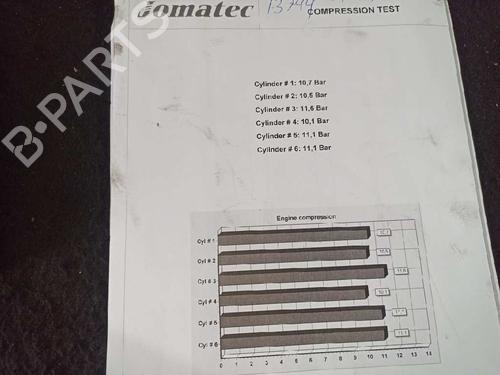 Jomatec
13744
COMPRESSION TEST
Cylinder # 1: 10,7 Bar
Cylinder # 2: 10,5 Bar
Cylinder # 3: 11,6 Bar
Cylinder # 4: 10,1 Bar
Cylinder # 5: 11,1 Bar
Cylinder # 6: 11,1 Bar
B-PARTS
Engine compression
Cyl # 1
Cyl # 2
Cyl # 3
Cyl # 4
Cyl # 5
Cyl # 6
0 1 2 3 4 5 6 7 8 9 10 11 12 13 14